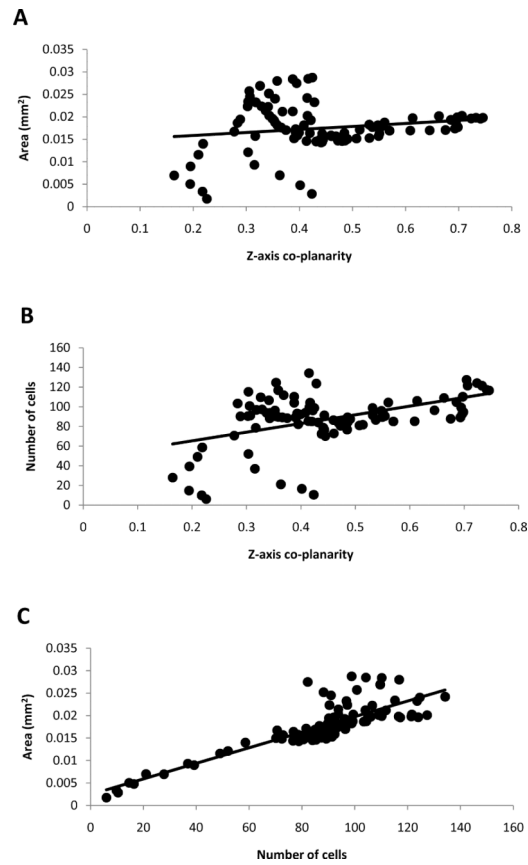 A
0.035
0.03
0.025
0.02
0.015
0.01
0.005
0
Area (mm²)
0 0.1 0.2 0.3 0.4 0.5 0.6 0.7 0.8
Z-axis co-planarity
B
160
140
120
100
80
60
40
20
0
Number of cells
0 0.1 0.2 0.3 0.4 0.5 0.6 0.7 0.8
Z-axis co-planarity
C
0.035
0.03
0.025
0.02
0.015
0.01
0.005
0
Area (mm²)
0 20 40 60 80 100 120 140 160
Number of cells